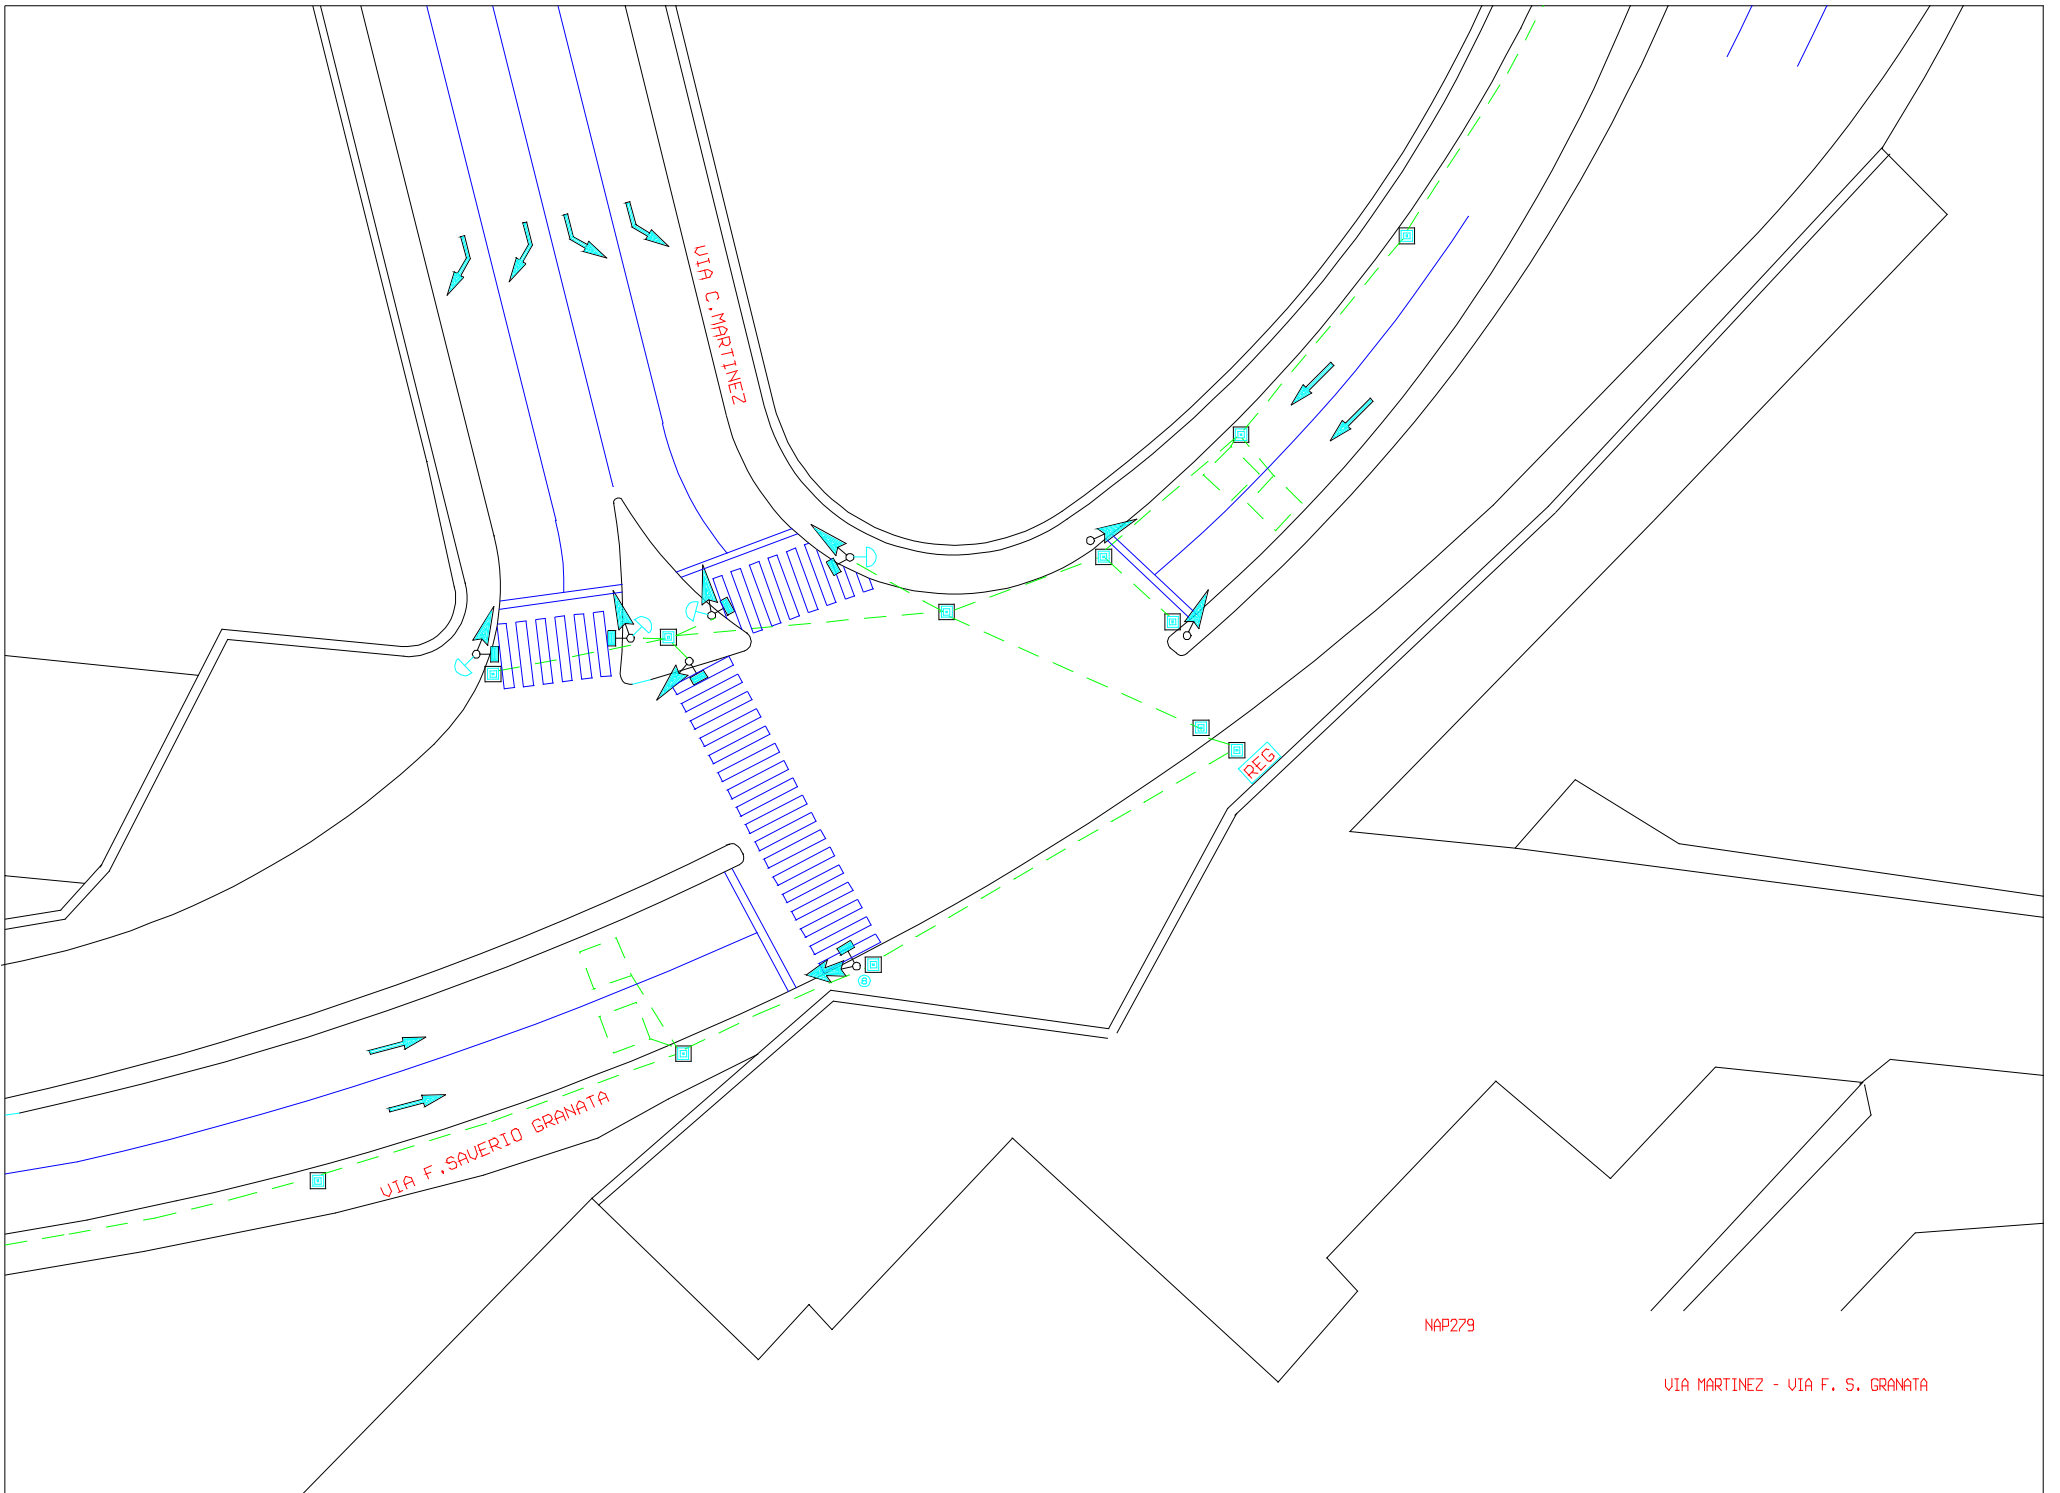 VIA C.MARTINEZ
REG
VIA F.SAVERIO GRANATA
NAP279
VIA MARTINEZ - VIA F. S. GRANATA